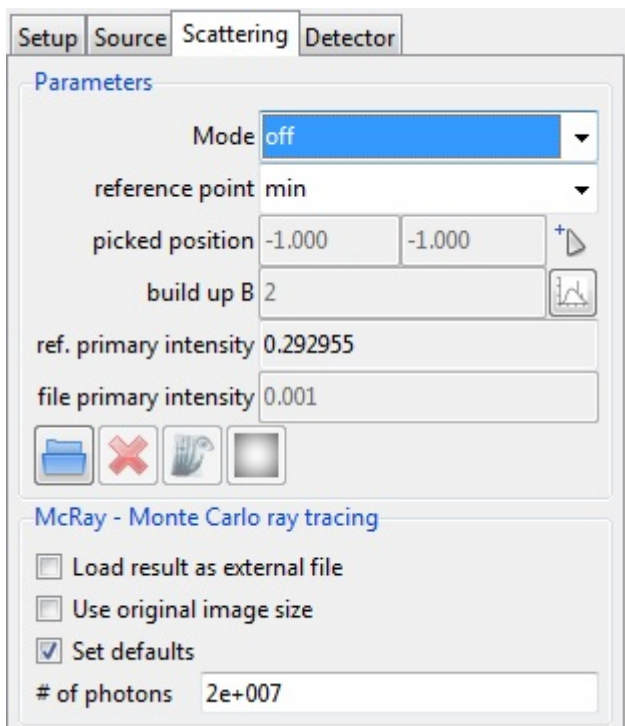 Setup Source Scattering Detector
Parameters
Mode off
reference point min
picked position -1.000 -1.000
build up B 2
ref. primary intensity 0.292955
file primary intensity 0.001
McRay - Monte Carlo ray tracing
Load result as external file
Use original image size
Set defaults
# of photons 2e+007